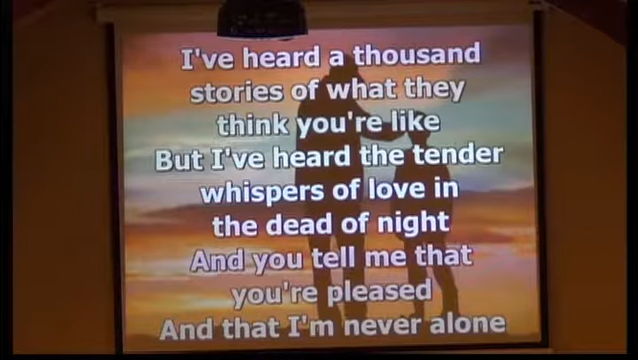 I've heard a thousand
stories of what they
think you're like
But I've heard the tender
whispers of love in
the dead of night
And you tell me that
you're pleased
And that I'm never alone